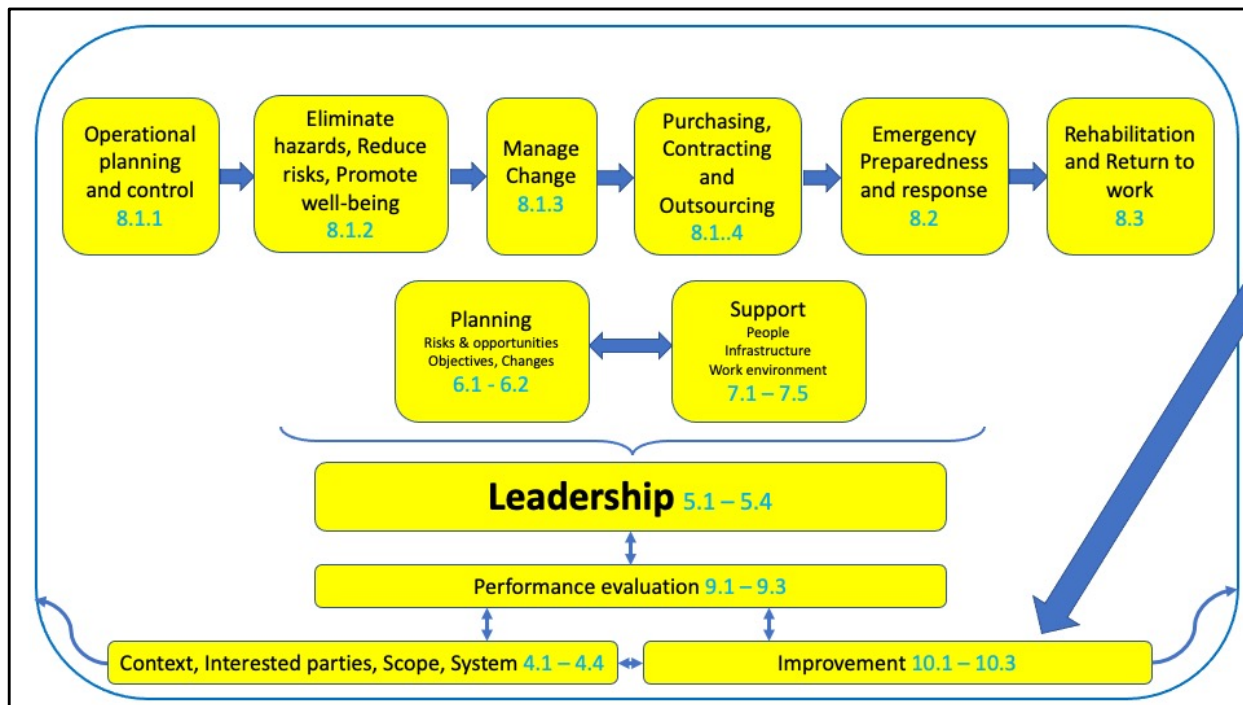 Operational
planning
and control
8.1.1
Eliminate
hazards, Reduce
risks, Promote
well-being
8.1.2
Manage
Change
8.1.3
Purchasing,
Contracting
and
Outsourcing
8.1..4
Emergency
Preparedness
and response
8.2
Rehabilitation
and Return to
work
8.3
Planning
Risks & opportunities
Objectives, Changes
6.1 - 6.2
Support
People
Infrastructure
Work environment
7.1 – 7.5
Leadership 5.1 – 5.4
Performance evaluation 9.1 – 9.3
Context, Interested parties, Scope, System 4.1 – 4.4
Improvement 10.1 – 10.3